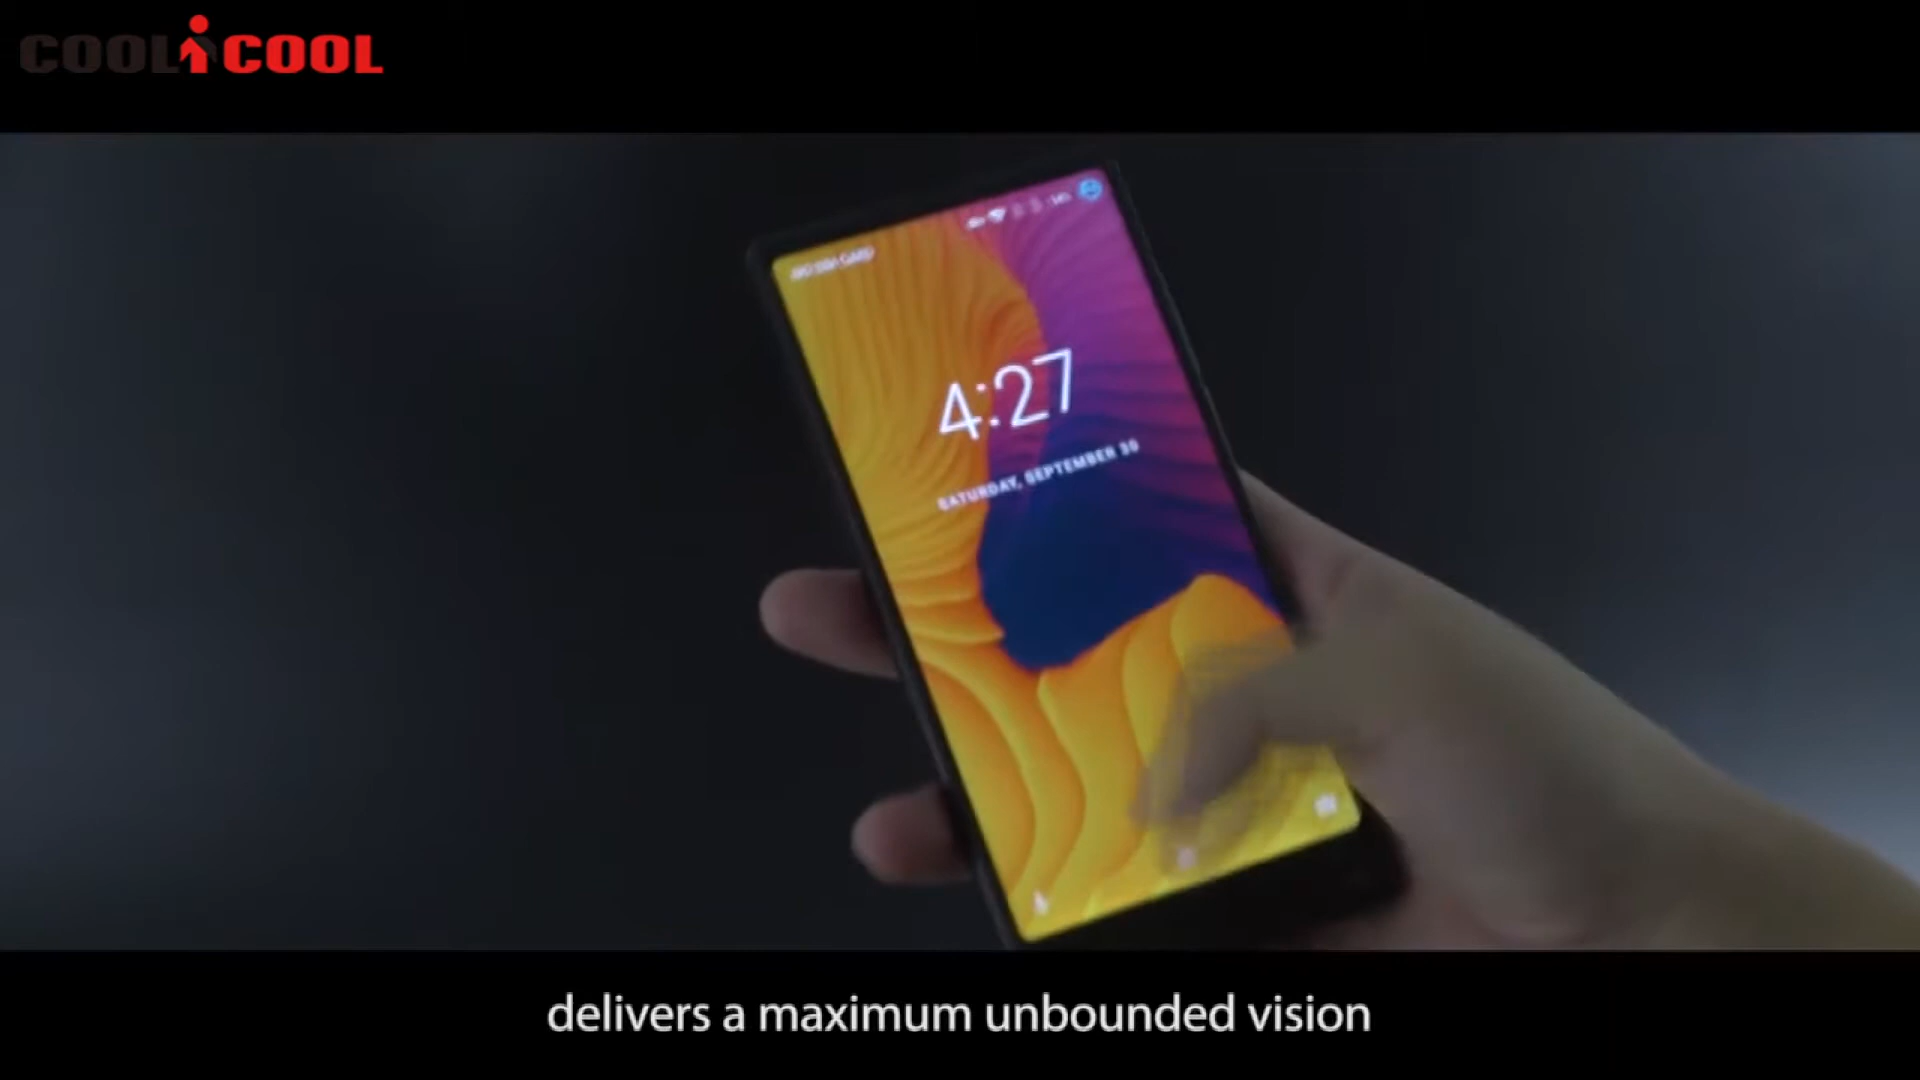 COOLiCOOL
4:27
SATURDAY, SEPTEMBER 30
delivers a maximum unbounded vision